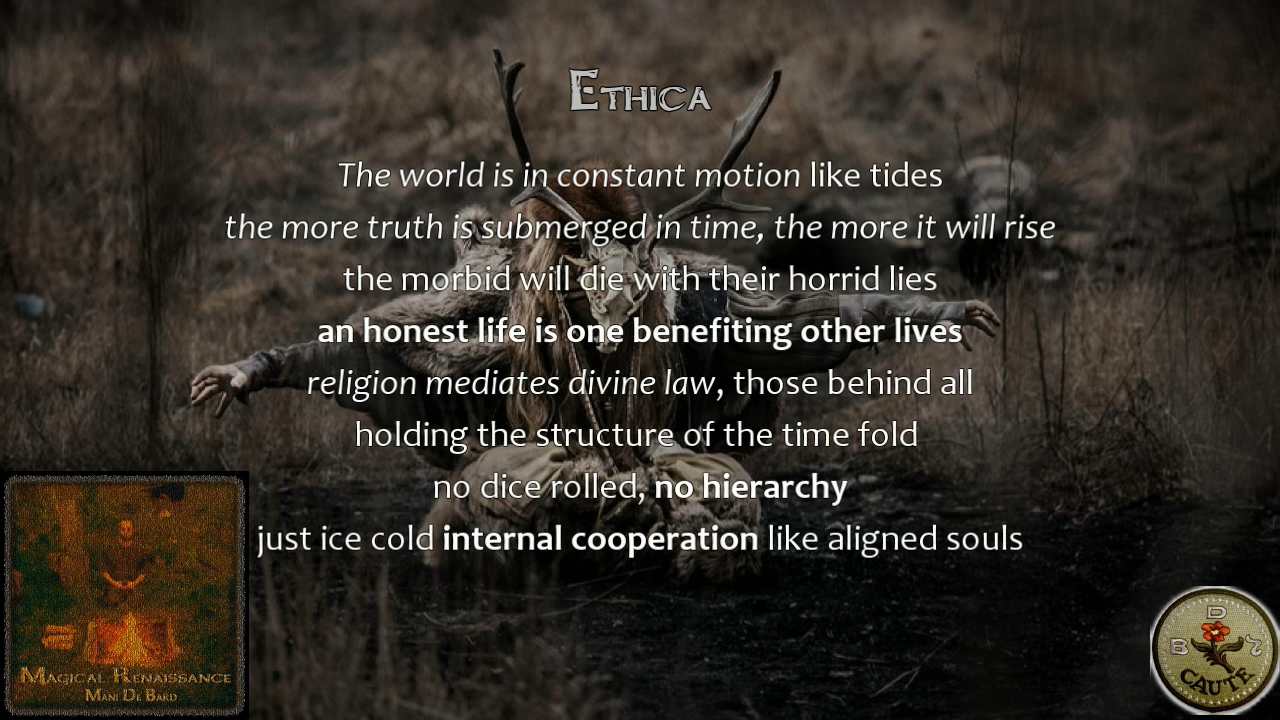 Ethica
The world is in constant motion like tides
the more truth is submerged in time, the more it will rise
the morbid will die with their horrid lies
an honest life is one benefiting other lives
religion mediates divine law, those behind all
holding the structure of the time fold
no dice rolled, no hierarchy
just ice cold internal cooperation like aligned souls
Magical Renaissance
Mani De Bard
D
B
CAUTE